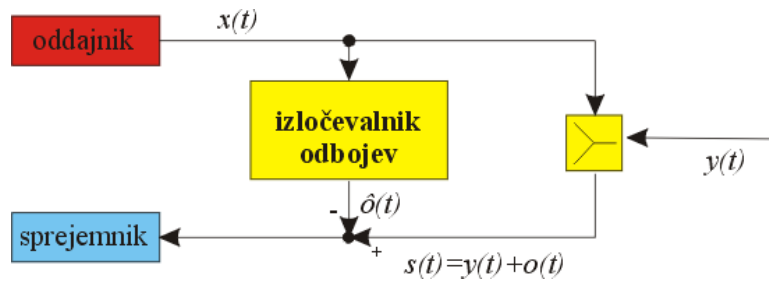 x(t)
oddajnik
izločevalnik
odbojev
y(t)
- ô(t)
sprejemnik
+
s(t)=y(t)+o(t)